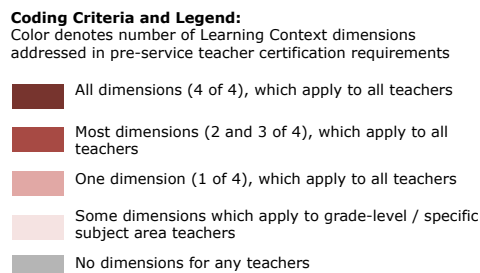 Coding Criteria and Legend:
Color denotes number of Learning Context dimensions
addressed in pre-service teacher certification requirements
All dimensions (4 of 4), which apply to all teachers
Most dimensions (2 and 3 of 4), which apply to all
teachers
One dimension (1 of 4), which apply to all teachers
Some dimensions which apply to grade-level / specific
subject area teachers
No dimensions for any teachers